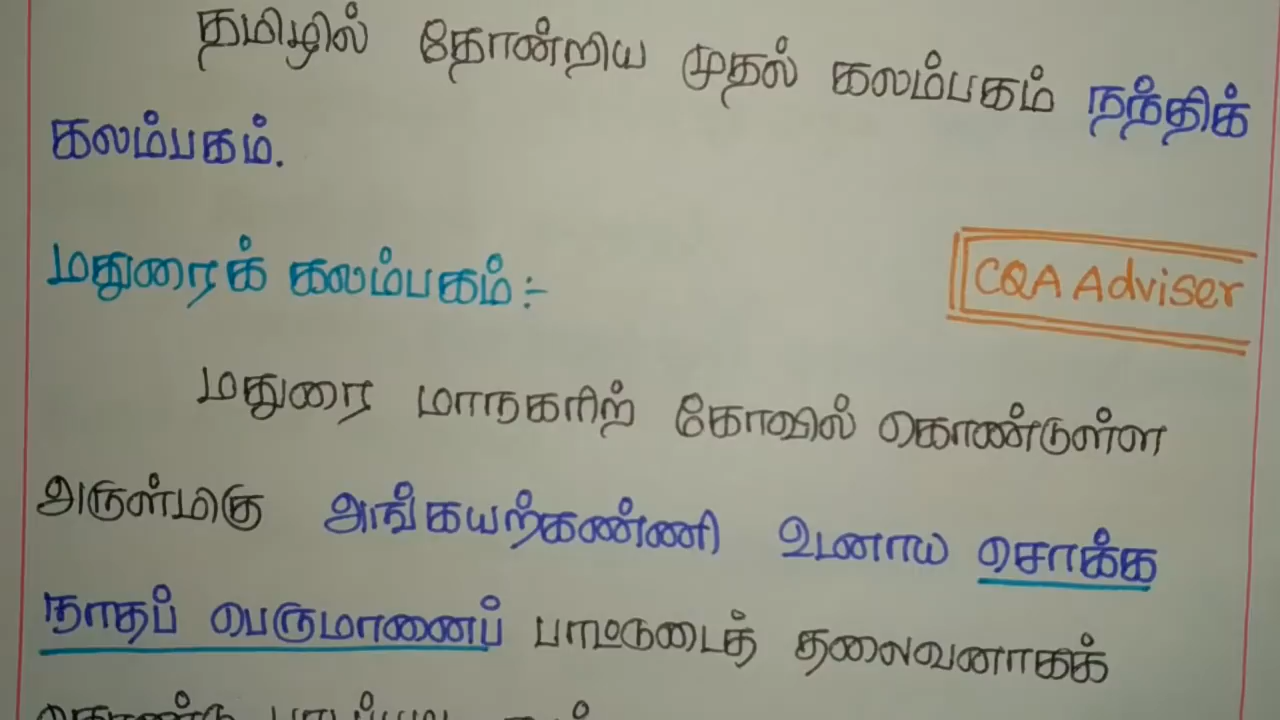 தமிழில் தோன்றிய முதல் கலம்பகம் நந்திக்
கலம்பகம்.
மதுரைக் கலம்பகம் :-
CQA Adviser
மதுரை மாநகரிற் கோவில் கொண்டுள்ள
அருள்மிகு அங்கயற்கண்ணி உடனாய சொக்க
நாதப் பெருமானைப் பாட்டுடைத் தலைவனாகக்